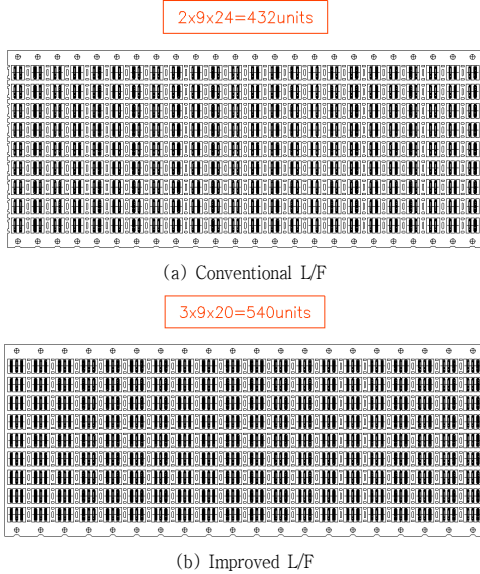 2x9x24=432units
(a) Conventional L/F
3x9x20=540units
(b) Improved L/F